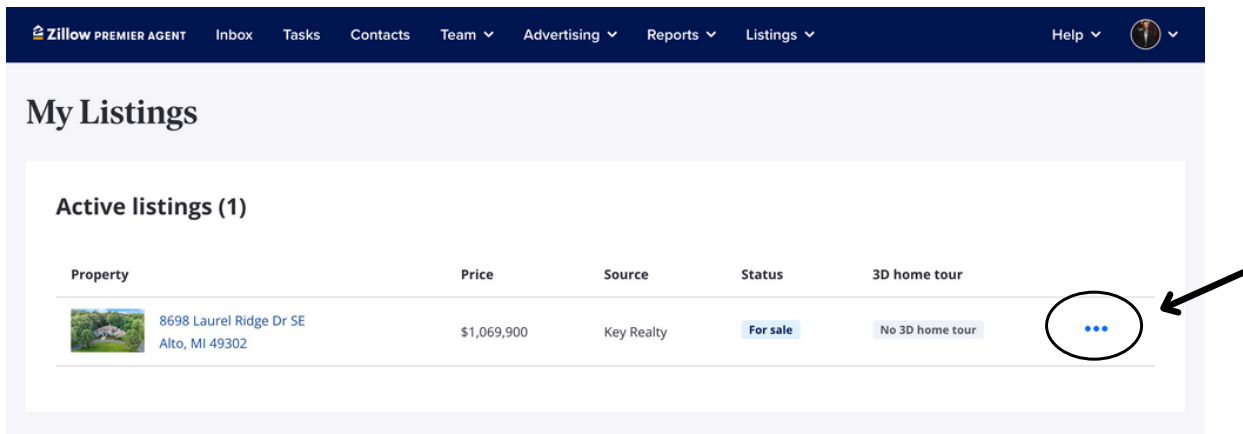 Zillow PREMIER AGENT Inbox Tasks Contacts Team Advertising Reports Listings Help
My Listings
Active listings (1)
Property Price Source Status 3D home tour
8698 Laurel Ridge Dr SE
Alto, MI 49302
$1,069,900 Key Realty For sale No 3D home tour